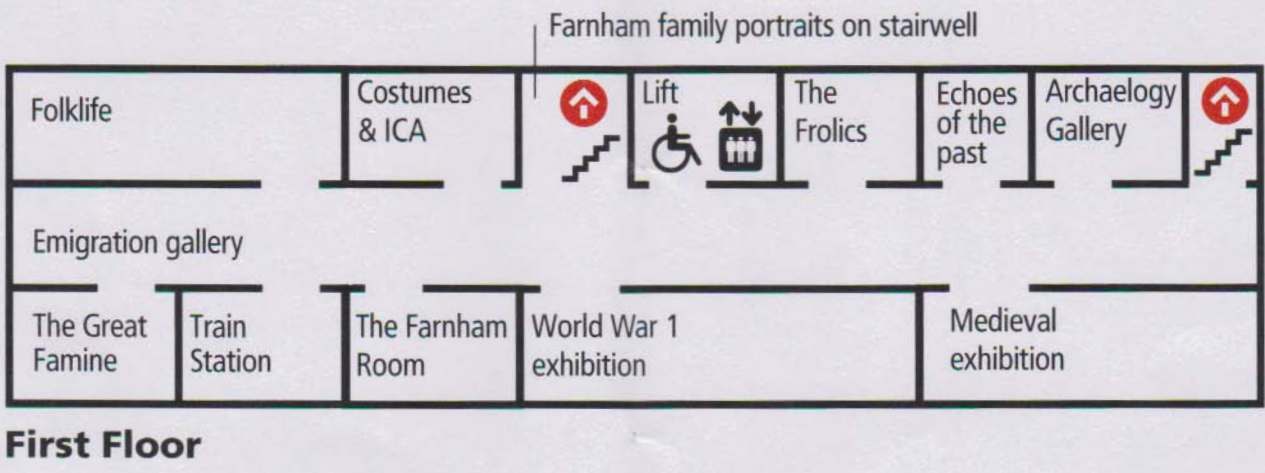 Farnham family portraits on stairwell
Folklife
Costumes
& ICA
Lift
The
Frolics
Echoes
of the
past
Archaelogy
Gallery
Emigration gallery
The Great
Famine
Train
Station
The Farnham
Room
World War 1
exhibition
Medieval
exhibition
First Floor